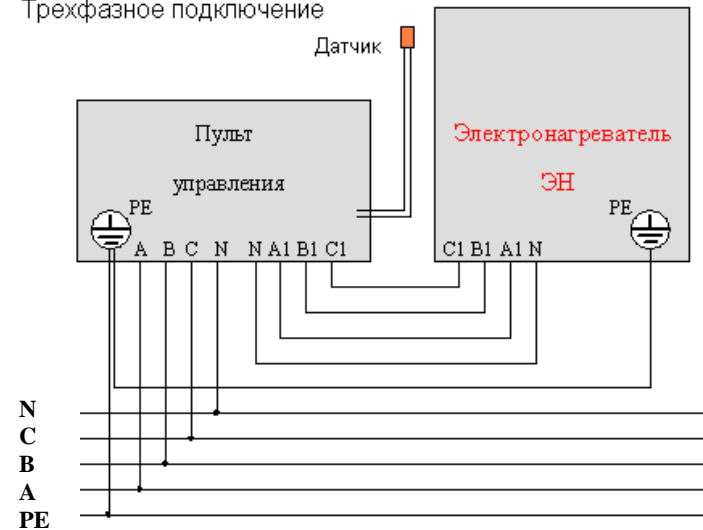 Трехфазное подключение
Датчик
Пульт
управления
Электронагреватель
ЭН
PE
PE
A B C N N A1 B1 C1
C1 B1 A1 N
N
C
B
A
PE